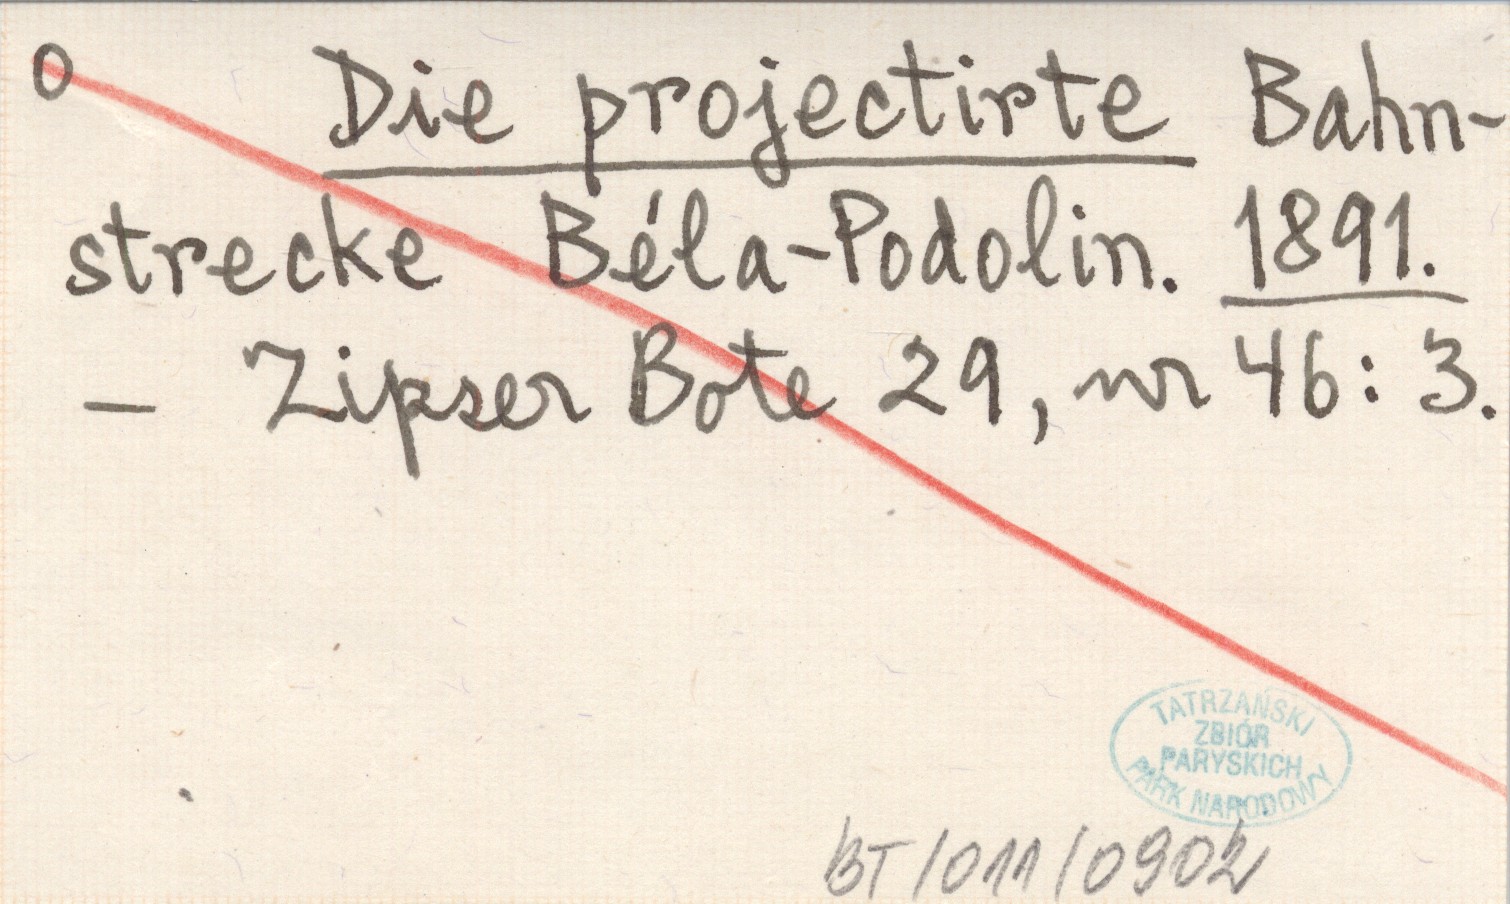 O Die projectirte Bahn-
strecke Béla-Podolin. 1891.
— Zipser Bote 29, nr 46: 3.
TATRZAŃSKI
ZBIÓR
PARYSKICH
PARK NARODOWY
BT/011/0902